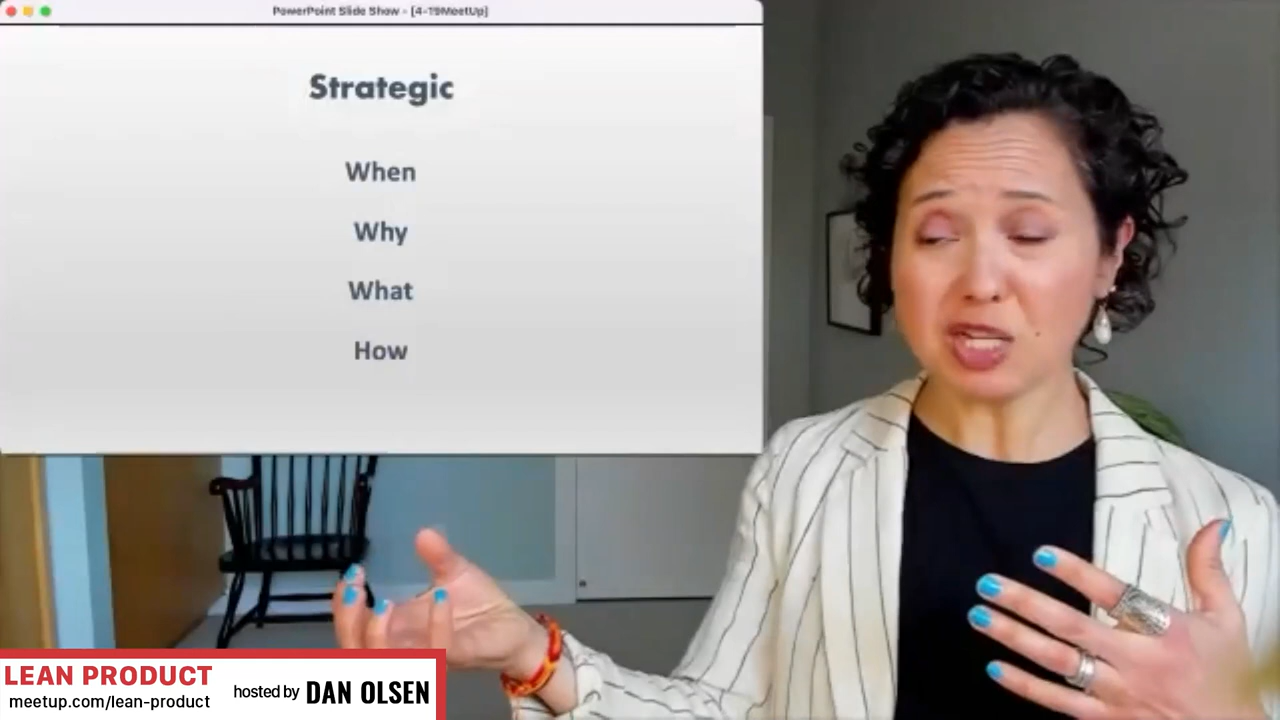 PowerPoint Slide Show - [4-19MeetUp]
Strategic
When
Why
What
How
LEAN PRODUCT
meetup.com/lean-product
hosted by DAN OLSEN